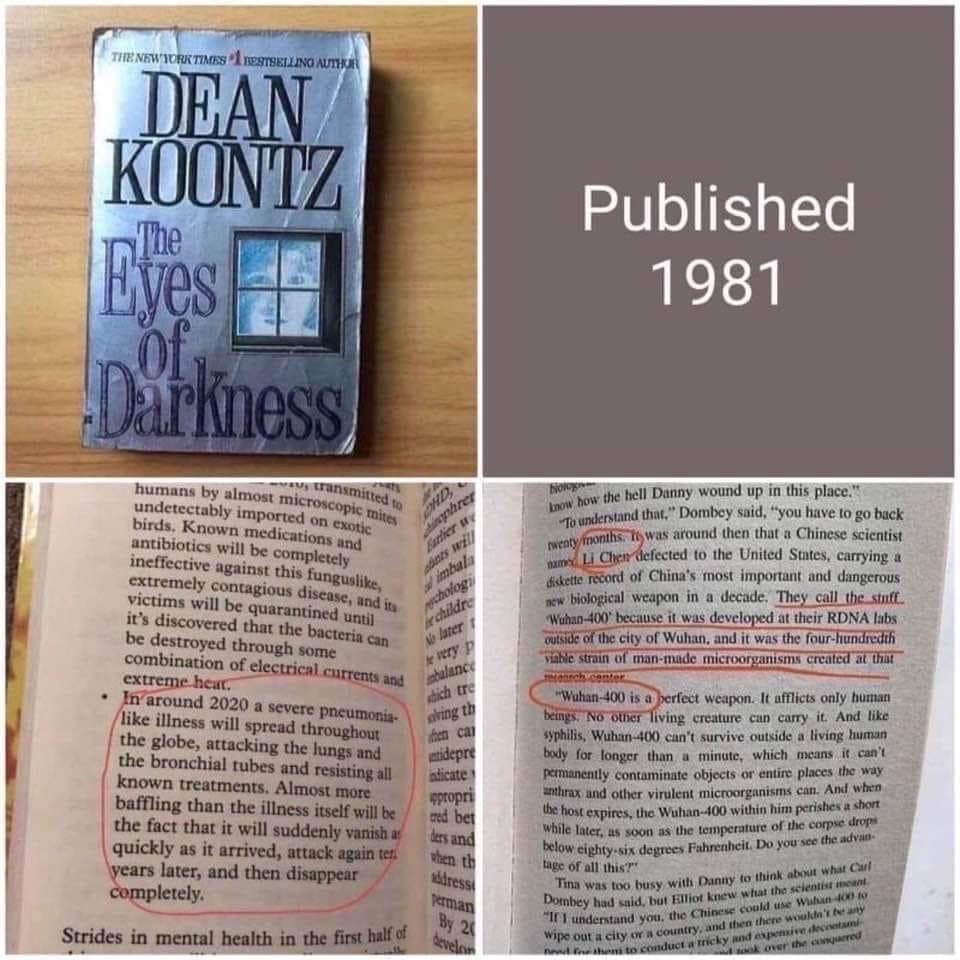 THE NEW YORK TIMES #1 BESTSELLING AUTHOR
DEAN
KOONTZ
The
Eyes
of
Darkness
Published
1981
transmitted to
humans by almost microscopic mites
undetectably imported on exotic
birds. Known medications and
antibiotics will be completely
ineffective against this funguslike,
extremely contagious disease, and its
victims will be quarantined until
it's discovered that the bacteria can
be destroyed through some
combination of electrical currents and
extreme heat.
• In around 2020 a severe pneumonia-
like illness will spread throughout
the globe, attacking the lungs and
the bronchial tubes and resisting all
known treatments. Almost more
baffling than the illness itself will be
the fact that it will suddenly vanish as
quickly as it arrived, attack again ten
years later, and then disappear
completely.
Strides in mental health in the first half of
know how the hell Danny wound up in this place."
"To understand that," Dombey said, "you have to go back
twenty months. It was around then that a Chinese scientist
named Li Chen defected to the United States, carrying a
diskette record of China's most important and dangerous
new biological weapon in a decade. They call the stuff
'Wuhan-400' because it was developed at their RDNA labs
outside of the city of Wuhan, and it was the four-hundredth
viable strain of man-made microorganisms created at that
research center.
"Wuhan-400 is a perfect weapon. It afflicts only human
beings. No other living creature can carry it. And like
syphilis, Wuhan-400 can't survive outside a living human
body for longer than a minute, which means it can't
permanently contaminate objects or entire places the way
anthrax and other virulent microorganisms can. And when
the host expires, the Wuhan-400 within him perishes a short
while later, as soon as the temperature of the corpse drops
below eighty-six degrees Fahrenheit. Do you see the advan-
tage of all this?"
Tina was too busy with Danny to think about what Carl
Dombey had said, but Elliot knew what the scientist meant.
"If I understand you, the Chinese could use Wuhan-400 to
wipe out a city or a country, and then there wouldn't be any
need for them to conduct a tricky and expensive decontami-
took over the conquered